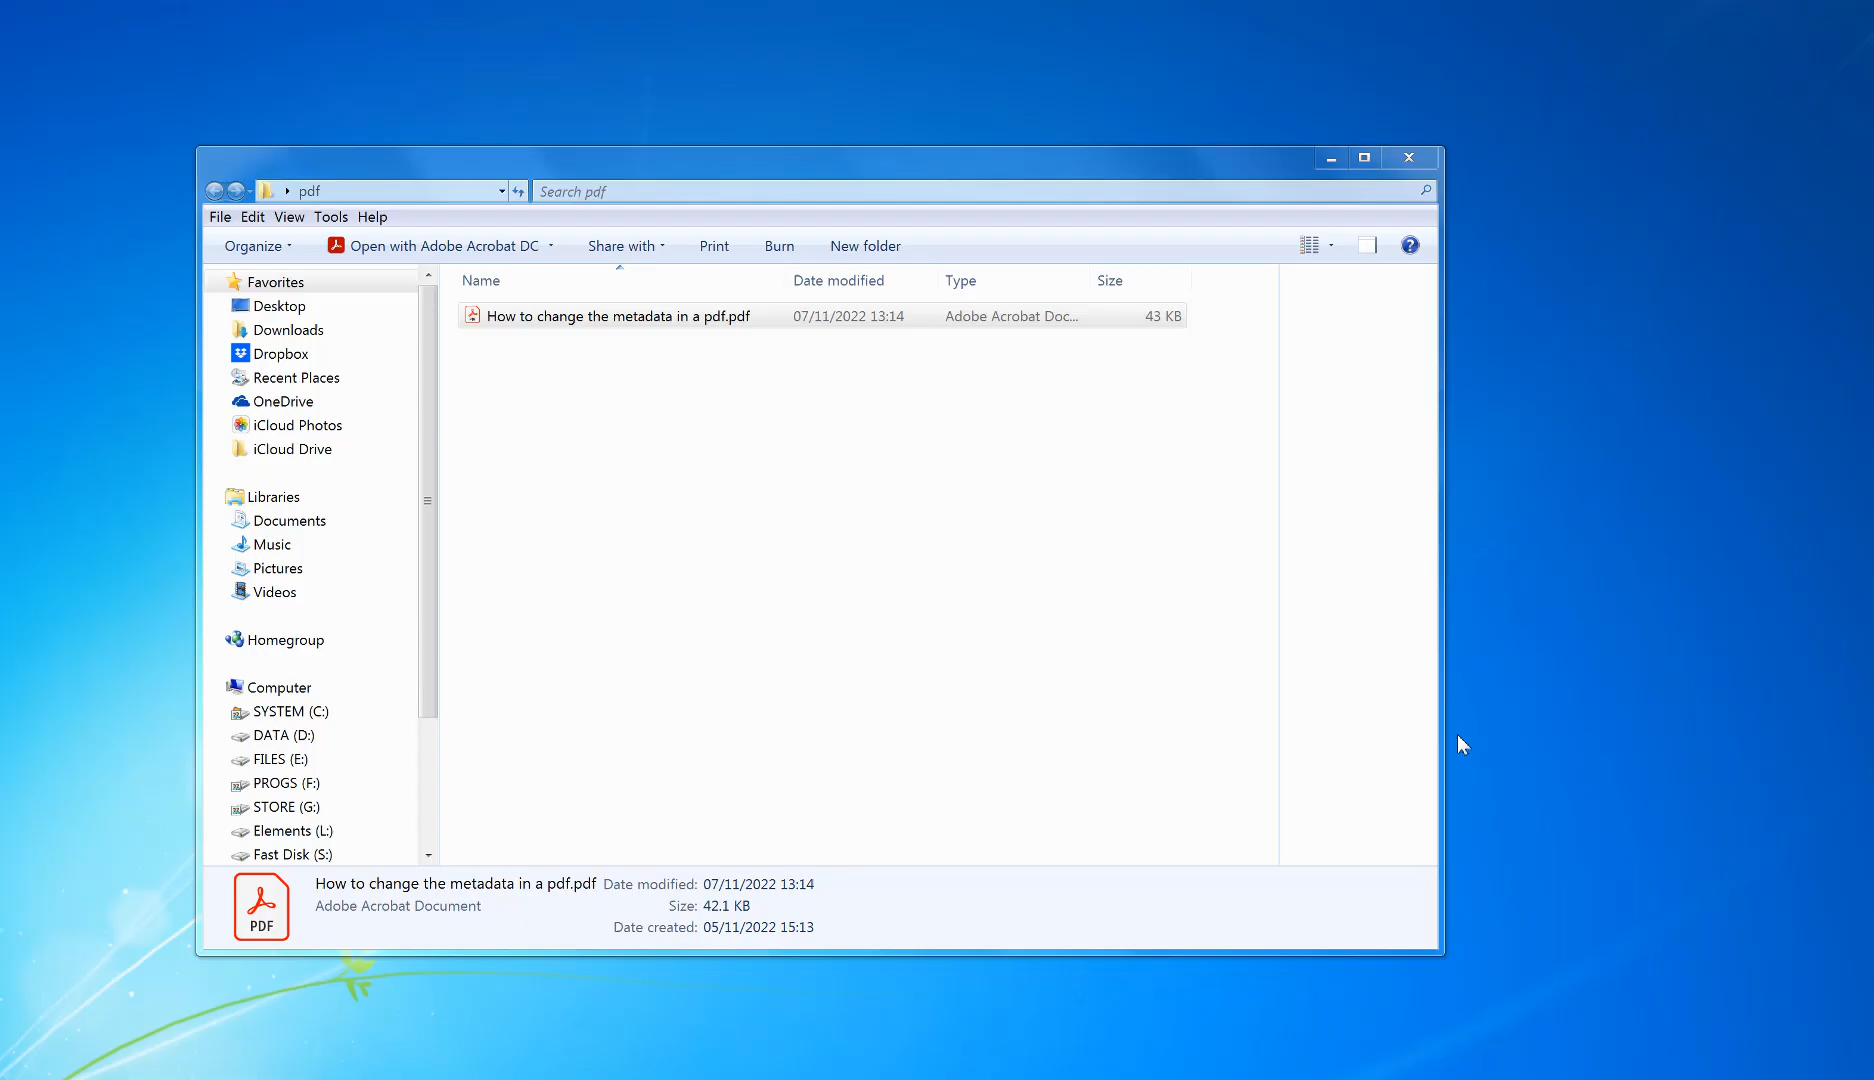 pdf
Search pdf
File Edit View Tools Help
Organize Open with Adobe Acrobat DC Share with Print Burn New folder
Name Date modified Type Size
How to change the metadata in a pdf.pdf 07/11/2022 13:14 Adobe Acrobat Doc... 43 KB
Favorites
Desktop
Downloads
Dropbox
Recent Places
OneDrive
iCloud Photos
iCloud Drive
Libraries
Documents
Music
Pictures
Videos
Homegroup
Computer
SYSTEM (C:)
DATA (D:)
FILES (E:)
PROGS (F:)
STORE (G:)
Elements (L:)
Fast Disk (S:)
How to change the metadata in a pdf.pdf Date modified: 07/11/2022 13:14
Adobe Acrobat Document Size: 42.1 KB
PDF Date created: 05/11/2022 15:13